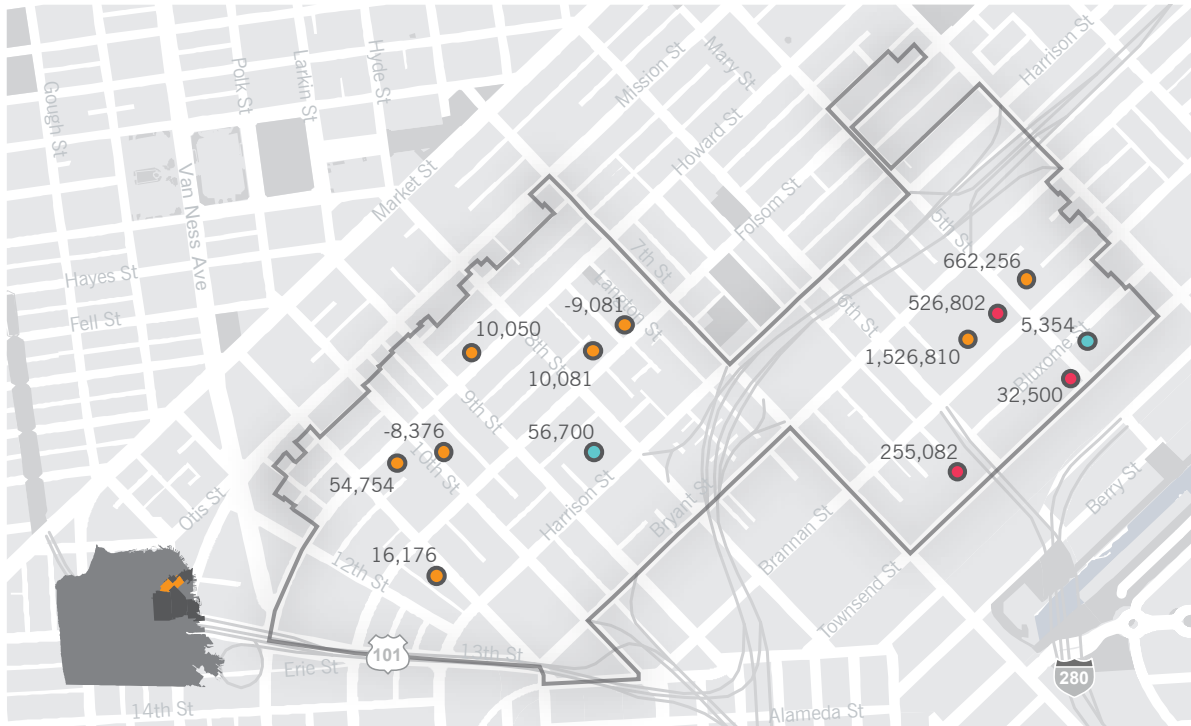 Harrison St
Mary St
Mission St
Hyde St
Larkin St
Polk St
Gough St
Howard St
Van Ness Ave
Market St
Folsom St
5th St
7th St
Hayes St
662,256
Langton St
-9,081
526,802
Fell St
6th St
5,354
10,050
8th St
1,526,810
Bluxome St
10,081
32,500
9th St
-8,376
56,700
255,082
10th St
54,754
Berry St
Otis St
Harrison St
Bryant St
Brannan St
16,176
12th St
Townsend St
101
13th St
Erie St
280
14th St
Alameda St